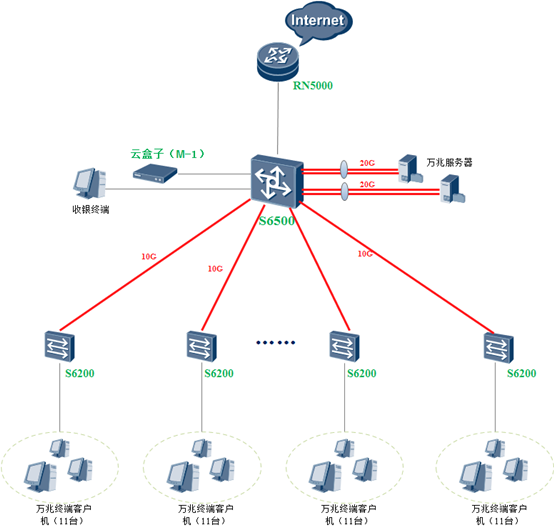 Internet
RN5000
云盒子（M-1）
20G
万兆服务器
20G
收银终端
S6500
10G
10G
10G
10G
……
S6200
S6200
S6200
S6200
万兆终端客户
机（11台）
万兆终端客户
机（11台）
万兆终端客户
机（11台）
万兆终端客户
机（11台）